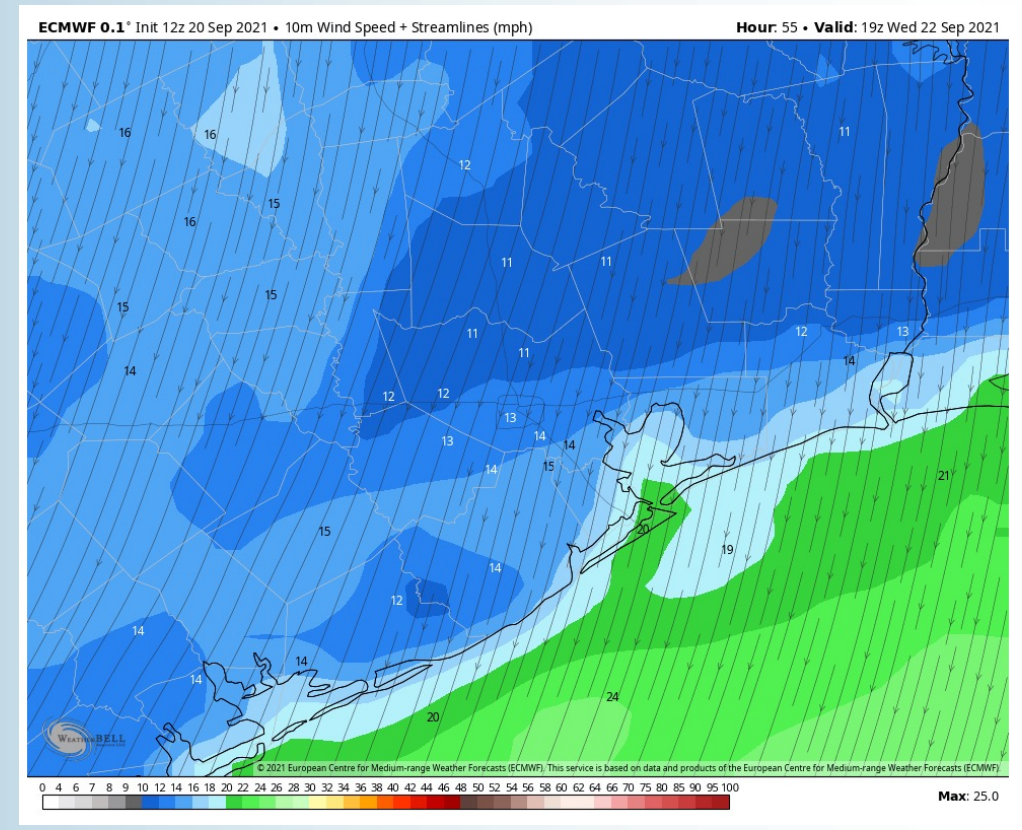 ECMWF 0.1° Init 12z 20 Sep 2021 • 10m Wind Speed + Streamlines (mph) Hour: 55 • Valid: 19z Wed 22 Sep 2021
16 16 11
12
15
16
11 11
15 15
11 12 13
11 14
14
12 12
13
13 14 14
14 15
21
15 20
19
14
12
14
14
14
24
20
WEATHERBELL
© 2021 European Centre for Medium-range Weather Forecasts (ECMWF). This service is based on data and products of the European Centre for Medium-range Weather Forecasts (ECMWF).
0 4 6 7 8 9 10 12 14 16 18 20 22 24 26 28 30 32 34 36 38 40 42 44 46 48 50 52 54 56 58 60 62 64 66 70 75 80 85 90 95 100
Max: 25.0